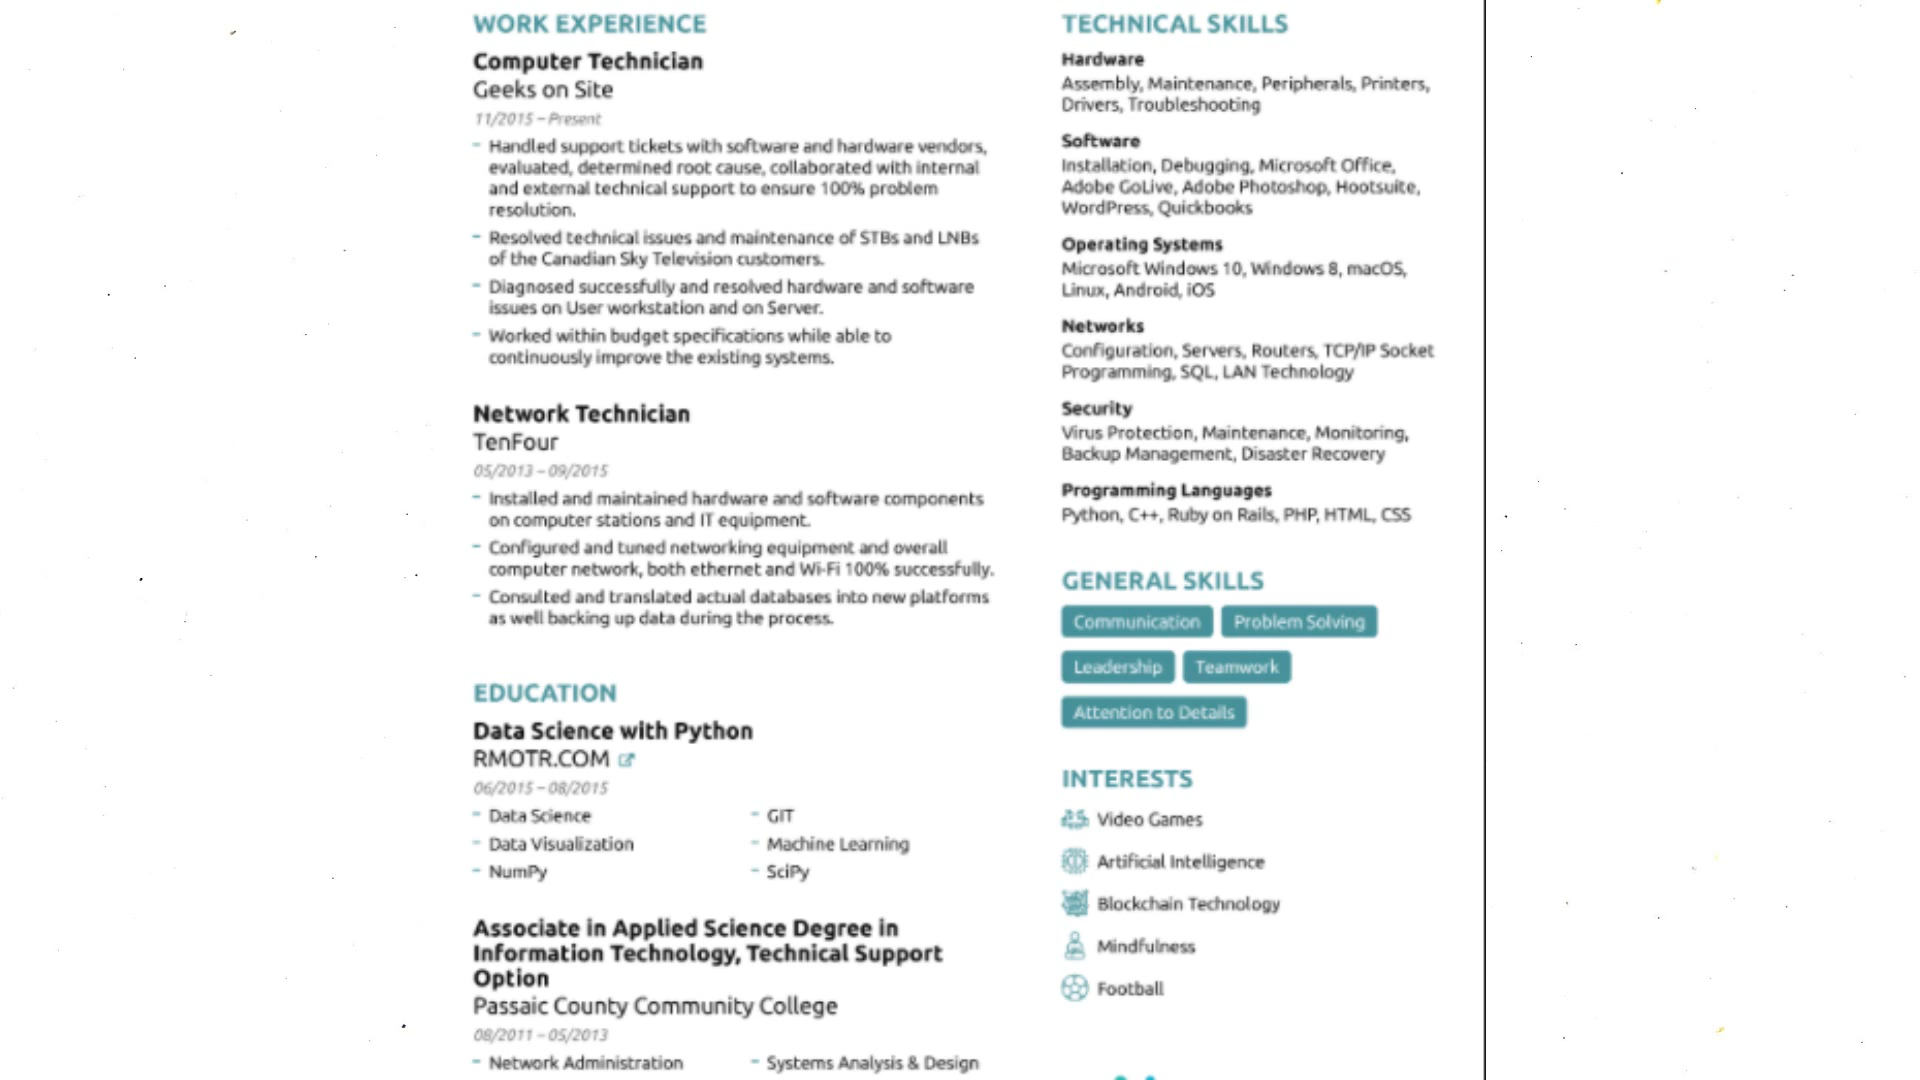 WORK EXPERIENCE
Computer Technician
Geeks on Site
11/2015 – Present
– Handled support tickets with software and hardware vendors,
evaluated, determined root cause, collaborated with internal
and external technical support to ensure 100% problem
resolution.
– Resolved technical issues and maintenance of STBs and LNBs
of the Canadian Sky Television customers.
– Diagnosed successfully and resolved hardware and software
issues on User workstation and on Server.
– Worked within budget specifications while able to
continuously improve the existing systems.
Network Technician
TenFour
05/2013 – 09/2015
– Installed and maintained hardware and software components
on computer stations and IT equipment.
– Configured and tuned networking equipment and overall
computer network, both ethernet and Wi-Fi 100% successfully.
– Consulted and translated actual databases into new platforms
as well backing up data during the process.
EDUCATION
Data Science with Python
RMOTR.COM
06/2015 – 08/2015
– Data Science
– GIT
– Data Visualization
– Machine Learning
– NumPy
– SciPy
Associate in Applied Science Degree in
Information Technology, Technical Support
Option
Passaic County Community College
08/2011 – 05/2013
– Network Administration
– Systems Analysis & Design
TECHNICAL SKILLS
Hardware
Assembly, Maintenance, Peripherals, Printers,
Drivers, Troubleshooting
Software
Installation, Debugging, Microsoft Office,
Adobe GoLive, Adobe Photoshop, Hootsuite,
WordPress, Quickbooks
Operating Systems
Microsoft Windows 10, Windows 8, macOS,
Linux, Android, iOS
Networks
Configuration, Servers, Routers, TCP/IP Socket
Programming, SQL, LAN Technology
Security
Virus Protection, Maintenance, Monitoring,
Backup Management, Disaster Recovery
Programming Languages
Python, C++, Ruby on Rails, PHP, HTML, CSS
GENERAL SKILLS
Communication
Problem Solving
Leadership
Teamwork
Attention to Details
INTERESTS
Video Games
Artificial Intelligence
Blockchain Technology
Mindfulness
Football